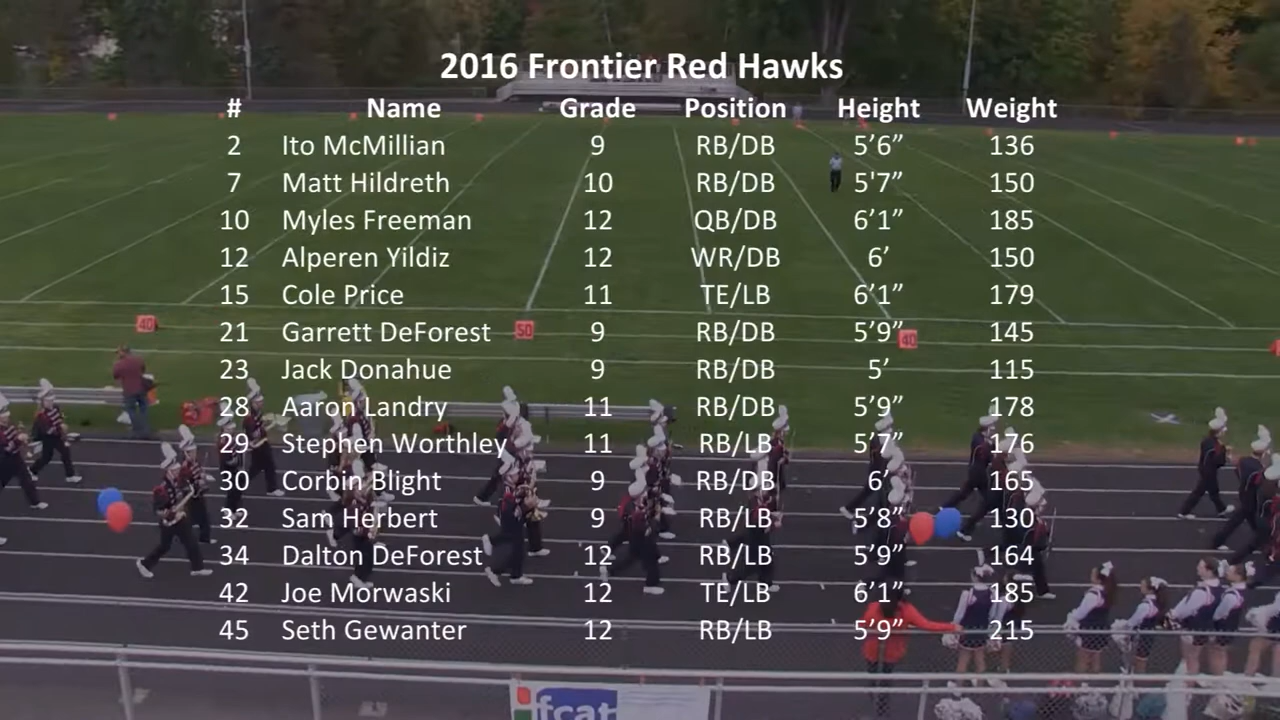 2016 Frontier Red Hawks
# Name Grade Position Height Weight
2 Ito McMillian 9 RB/DB 5’6” 136
7 Matt Hildreth 10 RB/DB 5'7” 150
10 Myles Freeman 12 QB/DB 6’1” 185
12 Alperen Yildiz 12 WR/DB 6’ 150
15 Cole Price 11 TE/LB 6’1” 179
40
21 Garrett DeForest 9 RB/DB 5’9” 145
50
40
23 Jack Donahue 9 RB/DB 5’ 115
28 Aaron Landry 11 RB/DB 5’9” 178
29 Stephen Worthley 11 RB/LB 5’7” 176
30 Corbin Blight 9 RB/DB 6’ 165
32 Sam Herbert 9 RB/LB 5’8” 130
34 Dalton DeForest 12 RB/LB 5’9” 164
42 Joe Morwaski 12 TE/LB 6’1” 185
45 Seth Gewanter 12 RB/LB 5’9” 215
fcat